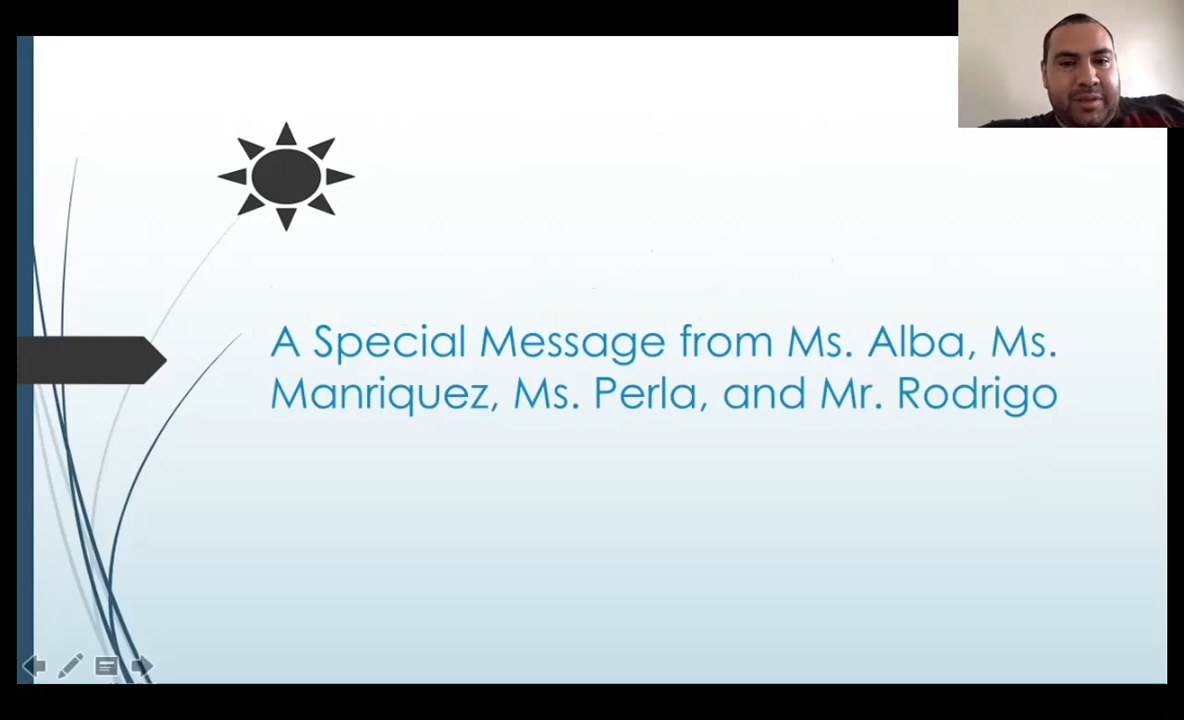 A Special Message from Ms. Alba, Ms.
Manriquez, Ms. Perla, and Mr. Rodrigo